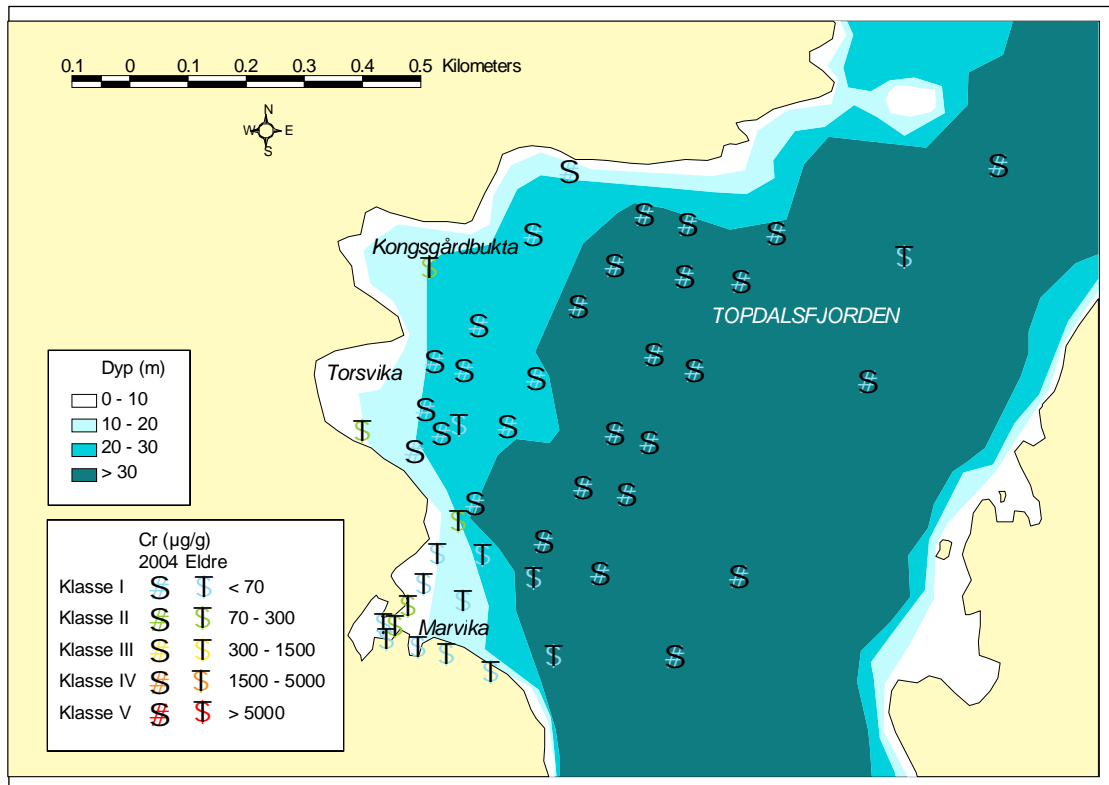 0.1 0 0.1 0.2 0.3 0.4 0.5 Kilometers
N
W E
S
Kongsgårdbukta
TOPDALSFJORDEN
Torsvika
Marvika
Dyp (m)
0 - 10
10 - 20
20 - 30
> 30
Cr (µg/g)
2004 Eldre
Klasse I S T < 70
Klasse II S T 70 - 300
Klasse III S T 300 - 1500
Klasse IV S T 1500 - 5000
Klasse V S T > 5000